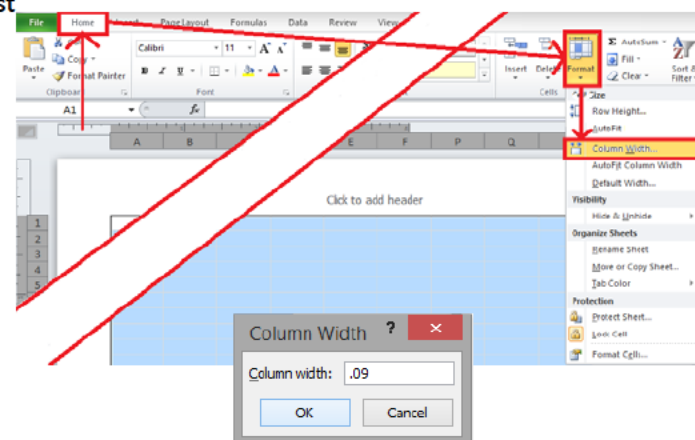 st
File Home Insert Page Layout Formulas Data Review View
Paste
Copy
Format Painter
Calibri 11 A A
B I U A
Insert Delete Format
Σ AutoSum
Fill
Clear
Sort &
Filter
Clipboard Font Cells
A1 fx
A B E F P Q
Click to add header
1
2
3
4
5
Size
Row Height...
AutoFit
Column Width...
AutoFit Column Width
Default Width...
Visibility
Hide & Unhide
Organize Sheets
Rename Sheet
Move or Copy Sheet...
Tab Color
Protection
Protect Sheet...
Lock Cell
Format Cells...
Column Width ?
Column width: .09
OK Cancel